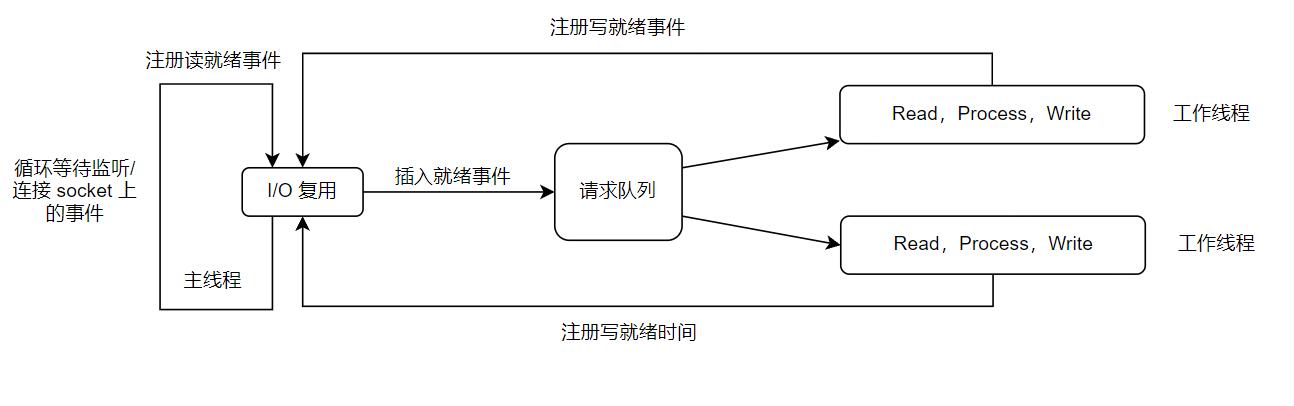 注册写就绪事件
注册读就绪事件
Read，Process，Write
工作线程
循环等待监听/
连接 socket 上
的事件
I/O 复用
插入就绪事件
请求队列
Read，Process，Write
工作线程
主线程
注册写就绪时间